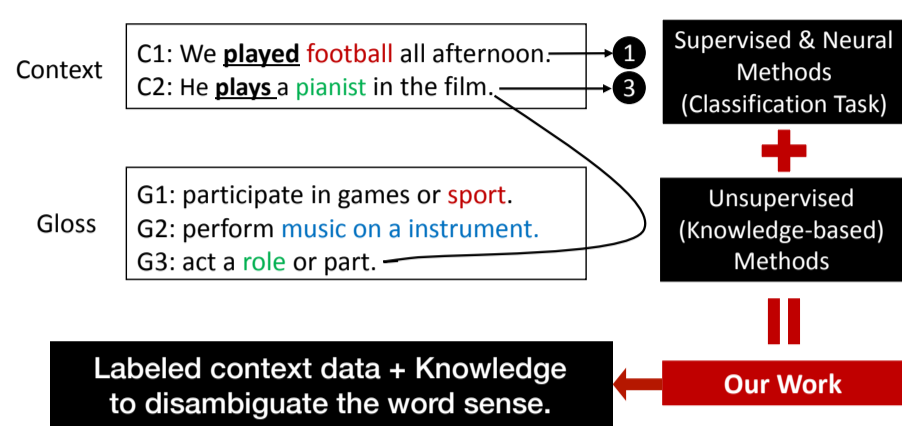 Context
C1: We played football all afternoon.
C2: He plays a pianist in the film.
1
3
Supervised & Neural
Methods
(Classification Task)
Gloss
G1: participate in games or sport.
G2: perform music on a instrument.
G3: act a role or part.
Unsupervised
(Knowledge-based)
Methods
Labeled context data + Knowledge
to disambiguate the word sense.
Our Work